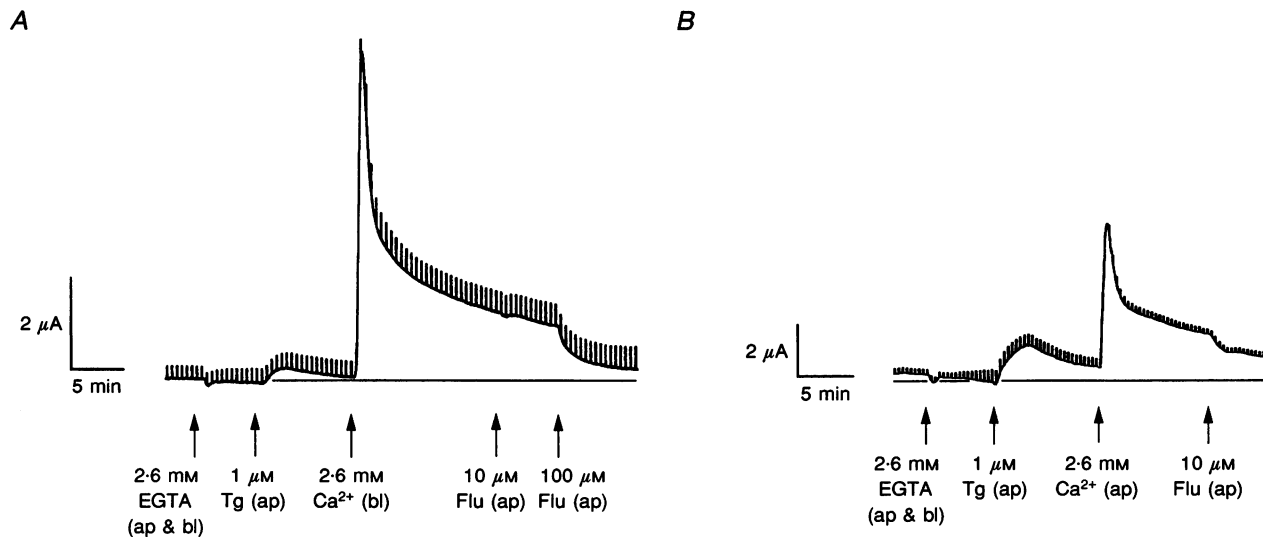 A
B
2 μA
5 min
2 μA
5 min
2·6 mM 1 μM 2·6 mM 10 μM 100 μM
EGTA Tg (ap) Ca²⁺ (bl) Flu (ap) Flu (ap)
(ap & bl)
2·6 mM 1 μM 2·6 mM 10 μM
EGTA Tg (ap) Ca²⁺ (ap) Flu (ap)
(ap & bl)